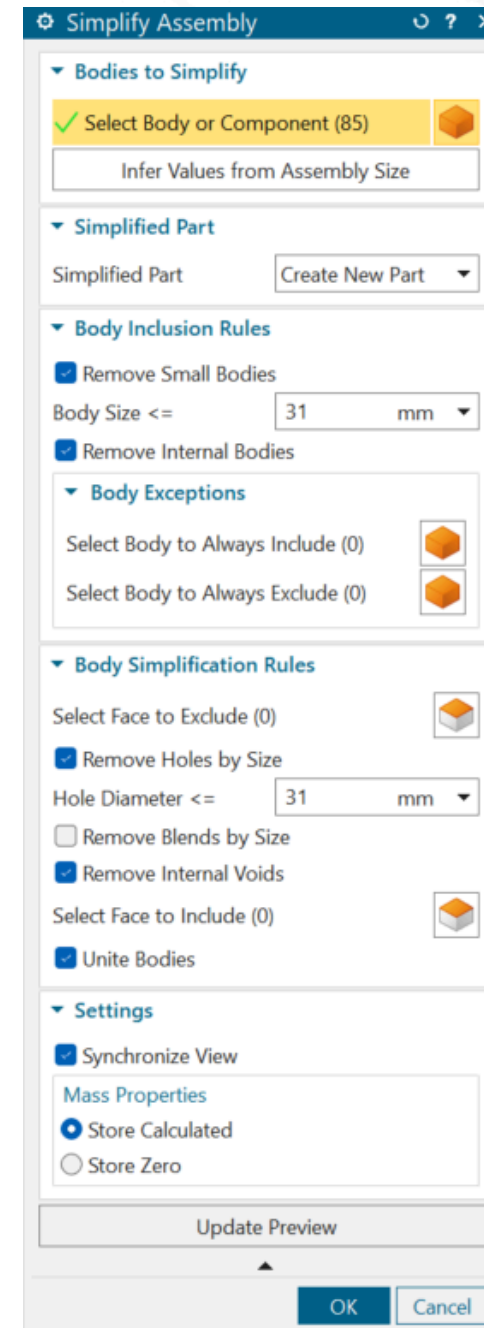 Simplify Assembly ?
Bodies to Simplify
Select Body or Component (85)
Infer Values from Assembly Size
Simplified Part
Simplified Part Create New Part
Body Inclusion Rules
Remove Small Bodies
Body Size <= 31 mm
Remove Internal Bodies
Body Exceptions
Select Body to Always Include (0)
Select Body to Always Exclude (0)
Body Simplification Rules
Select Face to Exclude (0)
Remove Holes by Size
Hole Diameter <= 31 mm
Remove Blends by Size
Remove Internal Voids
Select Face to Include (0)
Unite Bodies
Settings
Synchronize View
Mass Properties
Store Calculated
Store Zero
Update Preview
OK Cancel